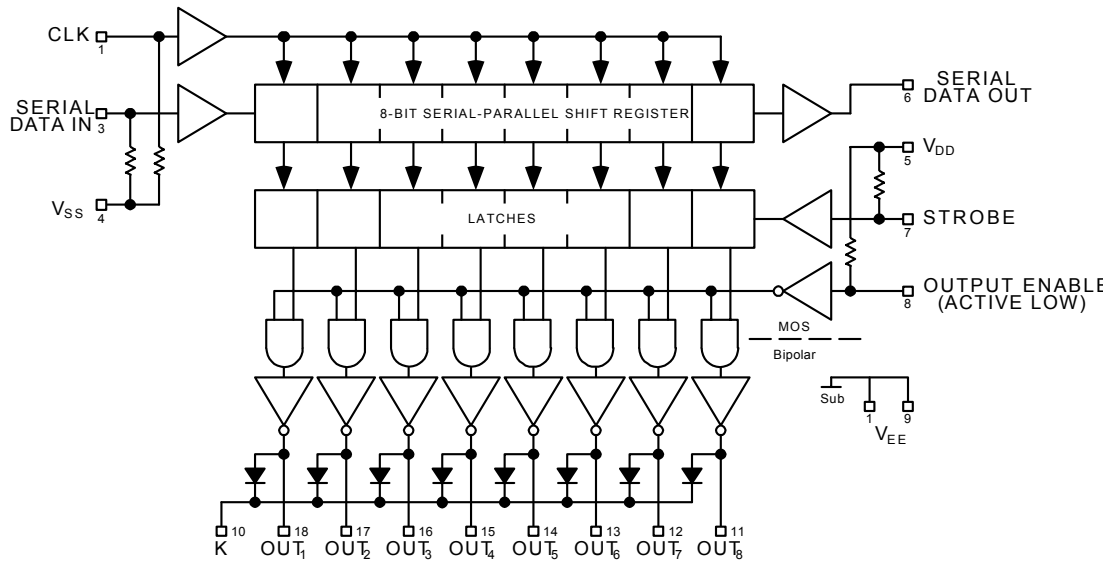 CLK
1
SERIAL
DATA IN
3
V_SS
4
8-BIT SERIAL-PARALLEL SHIFT REGISTER
SERIAL
DATA OUT
6
V_DD
5
LATCHES
STROBE
7
OUTPUT ENABLE
(ACTIVE LOW)
8
MOS
Bipolar
Sub
1
9
V_EE
10
18
17
16
15
14
13
12
11
K
OUT_1
OUT_2
OUT_3
OUT_4
OUT_5
OUT_6
OUT_7
OUT_8